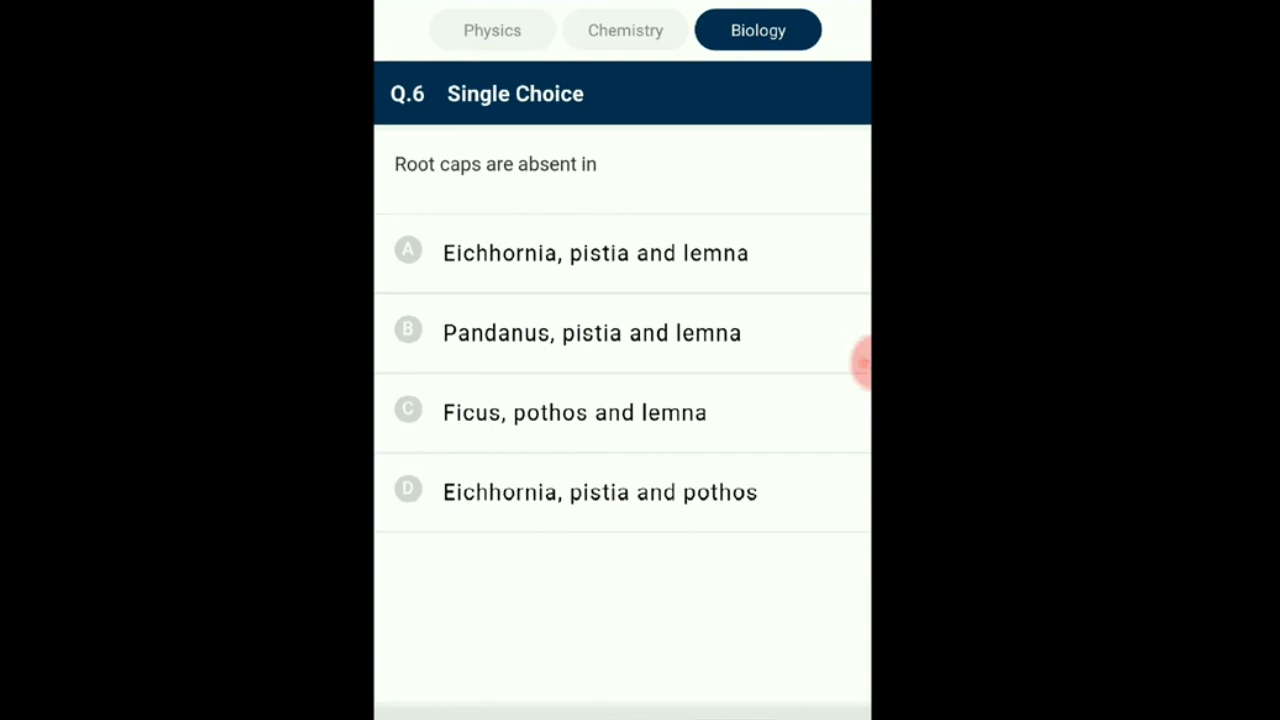 Physics Chemistry Biology
Q.6 Single Choice
Root caps are absent in
A Eichhornia, pistia and lemna
B Pandanus, pistia and lemna
C Ficus, pothos and lemna
D Eichhornia, pistia and pothos